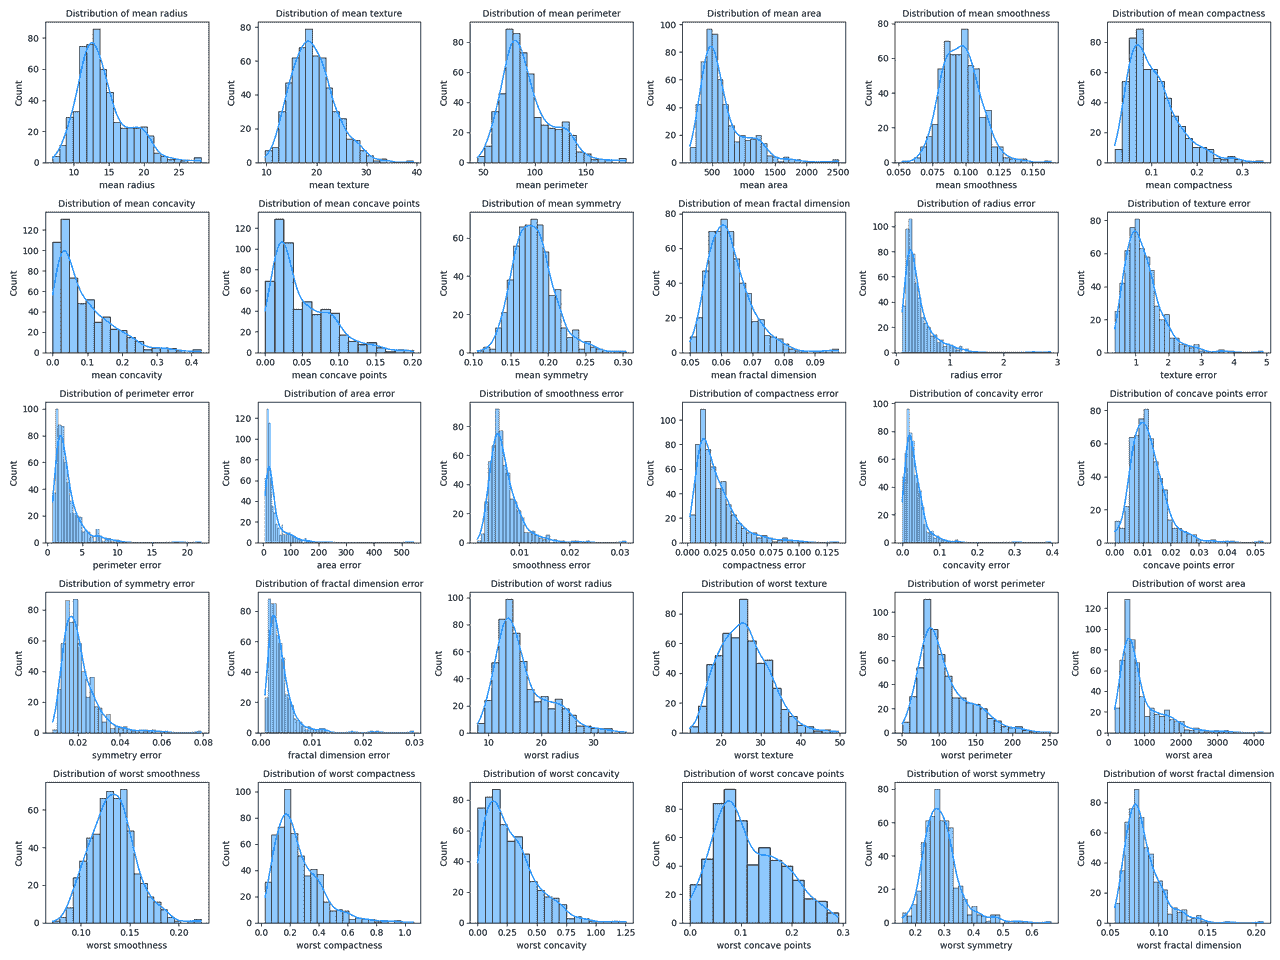 Distribution of mean radius
Count
80
60
40
20
0
10 15 20 25
mean radius
Distribution of mean texture
Count
80
60
40
20
0
10 20 30 40
mean texture
Distribution of mean perimeter
Count
80
60
40
20
0
50 75 100 150
mean perimeter
Distribution of mean area
Count
100
80
60
40
20
0
500 1000 1500 2000 2500
mean area
Distribution of mean smoothness
Count
80
60
40
20
0
0.050 0.075 0.100 0.125 0.150
mean smoothness
Distribution of mean compactness
Count
80
60
40
20
0
0.1 0.2 0.3
mean compactness
Distribution of mean concavity
Count
120
100
80
60
40
20
0
0.0 0.1 0.2 0.3 0.4
mean concavity
Distribution of mean concave points
Count
120
100
80
60
40
20
0
0.00 0.05 0.10 0.15 0.20
mean concave points
Distribution of mean symmetry
Count
60
40
20
0
0.10 0.15 0.20 0.25 0.30
mean symmetry
Distribution of mean fractal dimension
Count
80
60
40
20
0
0.05 0.06 0.07 0.08 0.09
mean fractal dimension
Distribution of radius error
Count
100
80
60
40
20
0
0 1 2 3
radius error
Distribution of texture error
Count
80
60
40
20
0
1 2 3 4 5
texture error
Distribution of perimeter error
Count
100
80
60
40
20
0
0 5 10 15 20
perimeter error
Distribution of area error
Count
120
100
80
60
40
20
0
0 100 200 300 400 500
area error
Distribution of smoothness error
Count
80
60
40
20
0
0.01 0.02 0.03
smoothness error
Distribution of compactness error
Count
100
80
60
40
20
0
0.000 0.025 0.050 0.075 0.100 0.125
compactness error
Distribution of concavity error
Count
100
80
60
40
20
0
0.0 0.1 0.2 0.3 0.4
concavity error
Distribution of concave points error
Count
80
60
40
20
0
0.00 0.01 0.02 0.03 0.04 0.05
concave points error
Distribution of symmetry error
Count
80
60
40
20
0
0.02 0.04 0.06 0.08
symmetry error
Distribution of fractal dimension error
Count
80
60
40
20
0
0.00 0.01 0.02 0.03
fractal dimension error
Distribution of worst radius
Count
100
80
60
40
20
0
10 20 30
worst radius
Distribution of worst texture
Count
80
60
40
20
0
20 30 40 50
worst texture
Distribution of worst perimeter
Count
100
80
60
40
20
0
50 100 150 200 250
worst perimeter
Distribution of worst area
Count
120
100
80
60
40
20
0
0 1000 2000 3000 4000
worst area
Distribution of worst smoothness
Count
60
40
20
0
0.10 0.15 0.20
worst smoothness
Distribution of worst compactness
Count
100
80
60
40
20
0
0.0 0.2 0.4 0.6 0.8 1.0
worst compactness
Distribution of worst concavity
Count
80
60
40
20
0
0.00 0.25 0.50 0.75 1.00 1.25
worst concavity
Distribution of worst concave points
Count
80
60
40
20
0
0.0 0.1 0.2 0.3
worst concave points
Distribution of worst symmetry
Count
80
60
40
20
0
0.2 0.3 0.4 0.5 0.6
worst symmetry
Distribution of worst fractal dimension
Count
80
60
40
20
0
0.05 0.10 0.15 0.20
worst fractal dimension